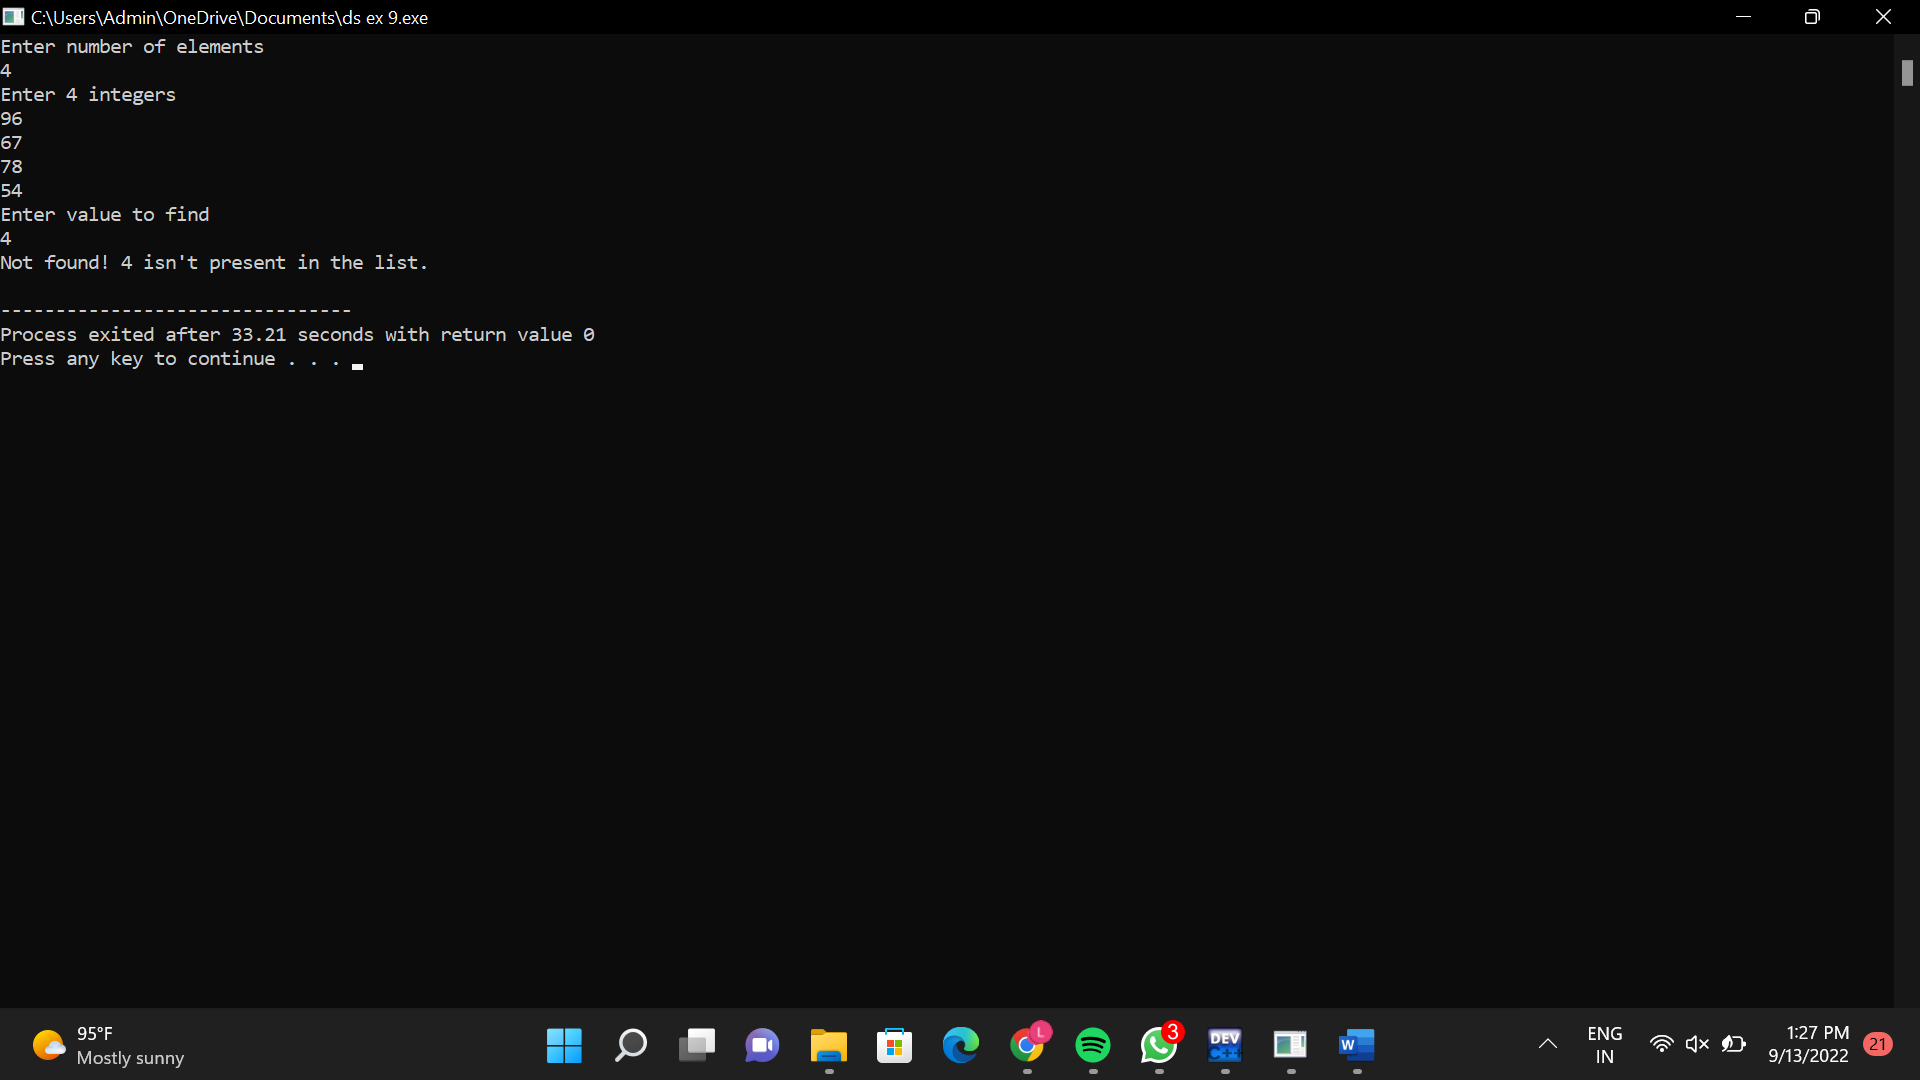 C:\Users\Admin\OneDrive\Documents\ds ex 9.exe
Enter number of elements
4
Enter 4 integers
96
67
78
54
Enter value to find
4
Not found! 4 isn't present in the list.
--------------------------------
Process exited after 33.21 seconds with return value 0
Press any key to continue . . .
95°F
Mostly sunny
L
3
DEV
C++
W
ENG
IN
1:27 PM
9/13/2022
21